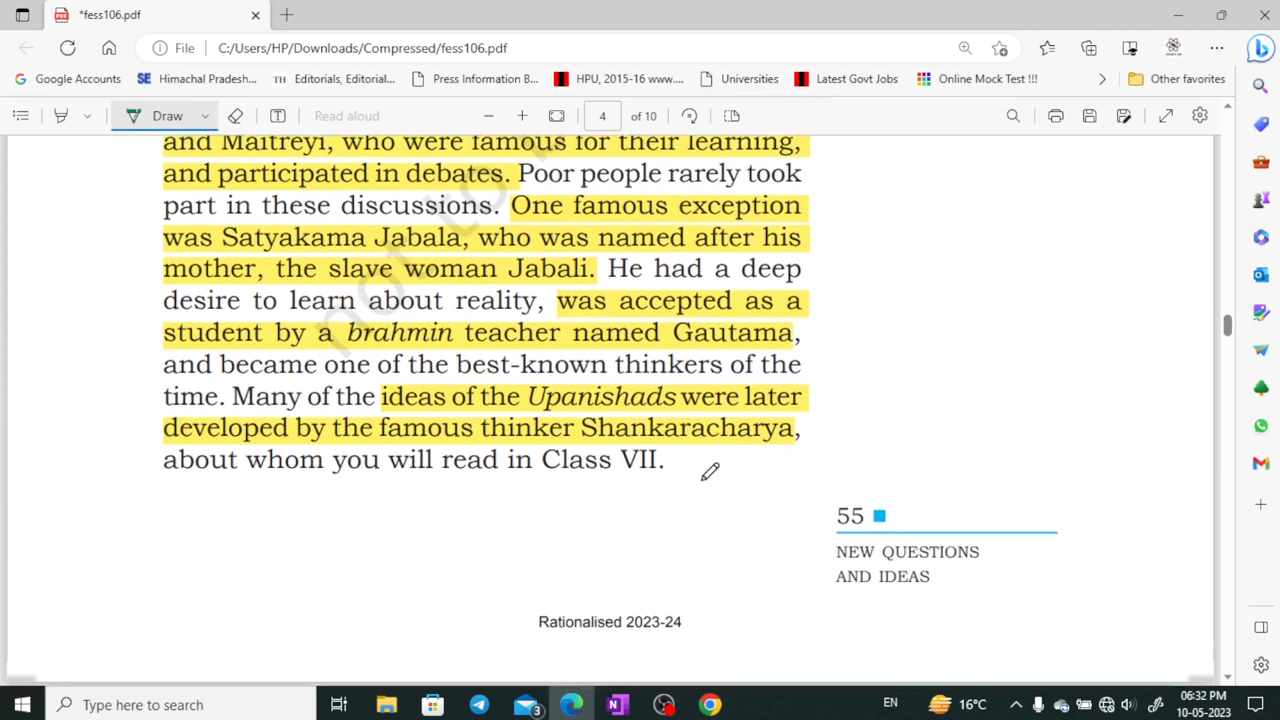 *fess106.pdf
File C:/Users/HP/Downloads/Compressed/fess106.pdf
Google Accounts SE Himachal Pradesh... TH Editorials, Editorial... Press Information B... HPU, 2015-16 www.... Universities Latest Govt Jobs Online Mock Test !!! Other favorites
Draw Read aloud 4 of 10
and Maitreyi, who were famous for their learning,
and participated in debates. Poor people rarely took
part in these discussions. One famous exception
was Satyakama Jabala, who was named after his
mother, the slave woman Jabali. He had a deep
desire to learn about reality, was accepted as a
student by a brahmin teacher named Gautama,
and became one of the best-known thinkers of the
time. Many of the ideas of the Upanishads were later
developed by the famous thinker Shankaracharya,
about whom you will read in Class VII.
not to
55
NEW QUESTIONS
AND IDEAS
Rationalised 2023-24
Type here to search 3 EN 16°C 06:32 PM
10-05-2023